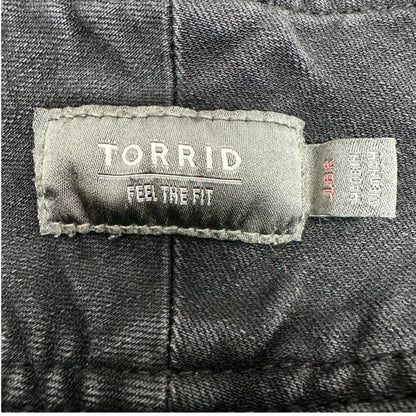 TORRID
FEEL THE FIT
16R